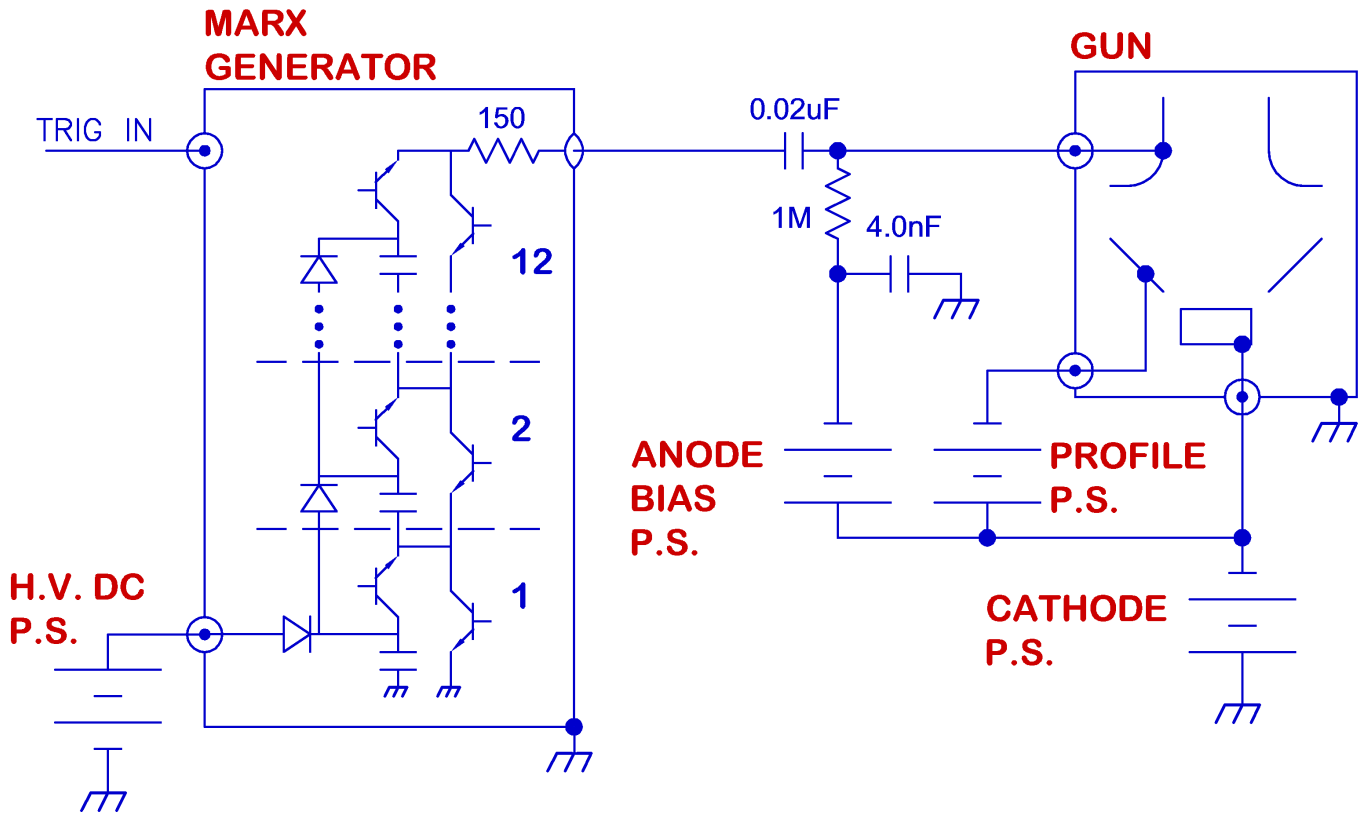 MARX
GENERATOR
GUN
TRIG IN
150
0.02uF
1M
4.0nF
12
2
1
ANODE
BIAS
P.S.
PROFILE
P.S.
H.V. DC
P.S.
CATHODE
P.S.